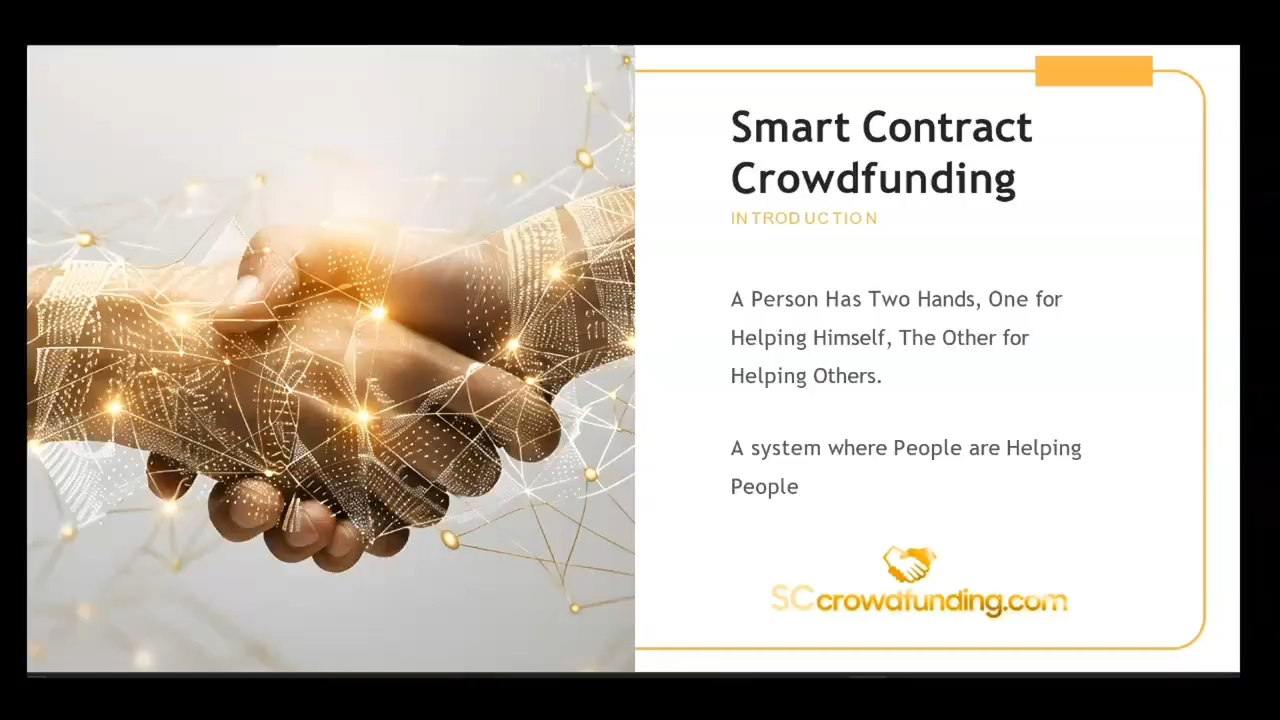 Smart Contract
Crowdfunding
INTRODUCTION
A Person Has Two Hands, One for
Helping Himself, The Other for
Helping Others.
A system where People are Helping
People
SCcrowdfunding.com